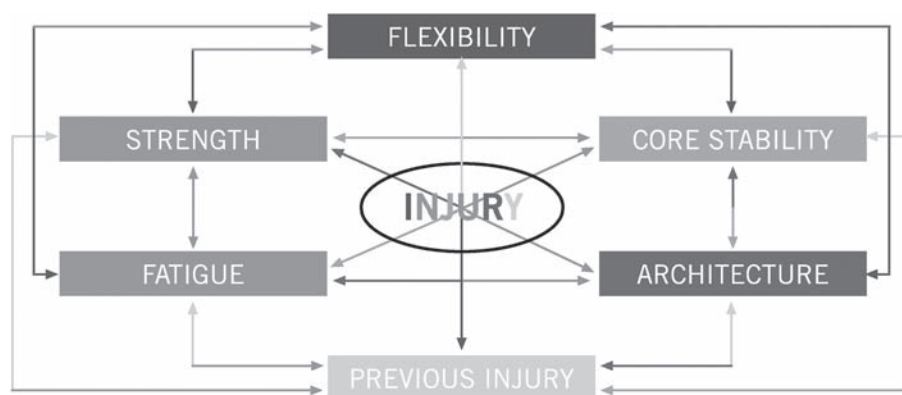 FLEXIBILITY
STRENGTH
CORE STABILITY
INJURY
FATIGUE
ARCHITECTURE
PREVIOUS INJURY